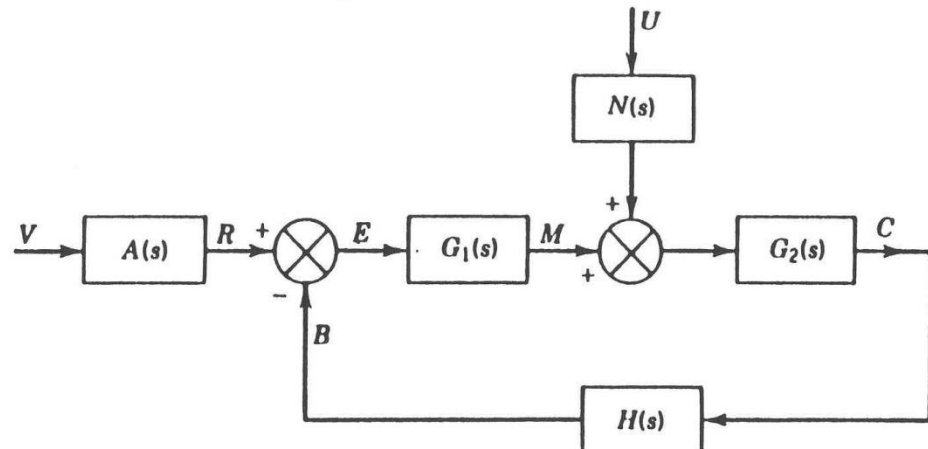 U
N(s)
+
V
A(s)
R
+
E
G₁(s)
M
+
G₂(s)
C
−
B
H(s)